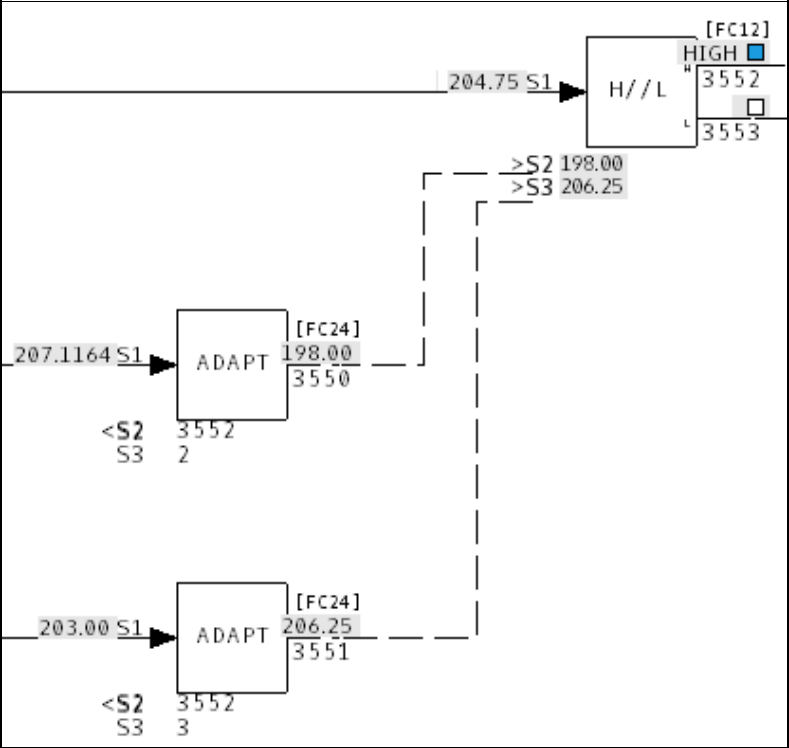 [FC12]
HIGH
204.75 S1
H//L
H
3552
L
3553
>S2 198.00
>S3 206.25
[FC24]
207.1164 S1
ADAPT
198.00
3550
<S2 3552
S3 2
[FC24]
203.00 S1
ADAPT
206.25
3551
<S2 3552
S3 3